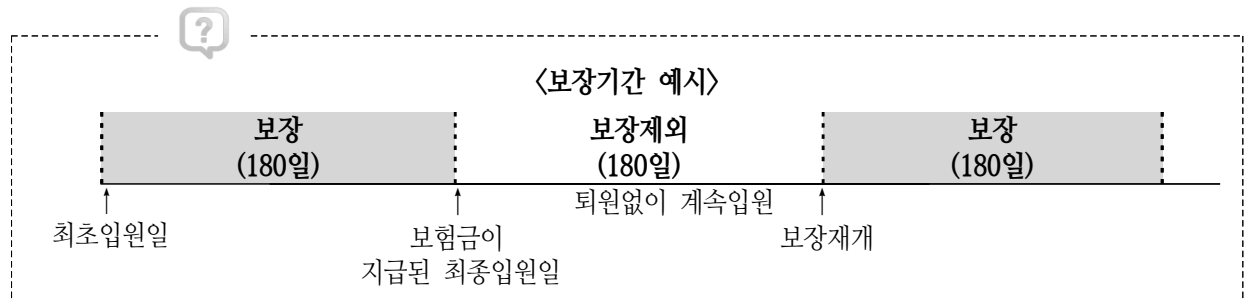 ?
〈보장기간 예시〉
보장 보장제외 보장
(180일) (180일) (180일)
퇴원없이 계속입원
최초입원일 보험금이 보장재개
지급된 최종입원일